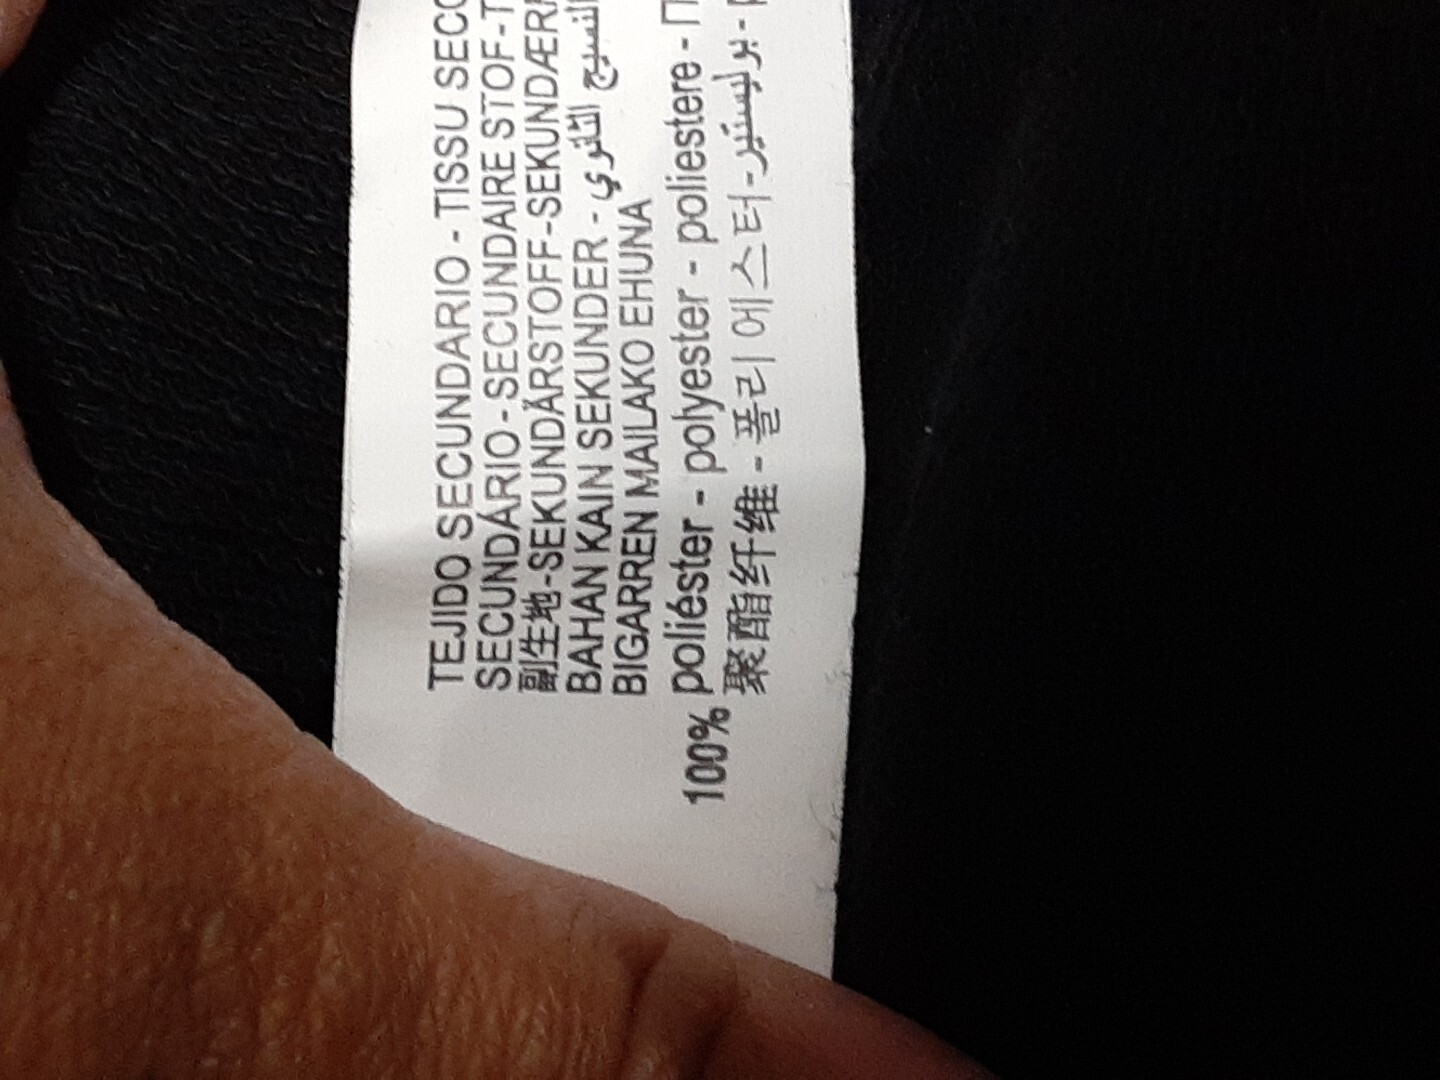 TEJIDO SECUNDARIO - TISSU
SECUNDÁRIO - SECUNDAIRE STOF -
副生地-SEKUNDÄRSTOFF-
BAHAN KAIN SEKUNDER - النسيج الثانوي
BIGARREN MAILAKO EHUNA
100% poliéster - polyester - poliestere -
聚酯纤维 - 폴리에스터 - بوليستير -